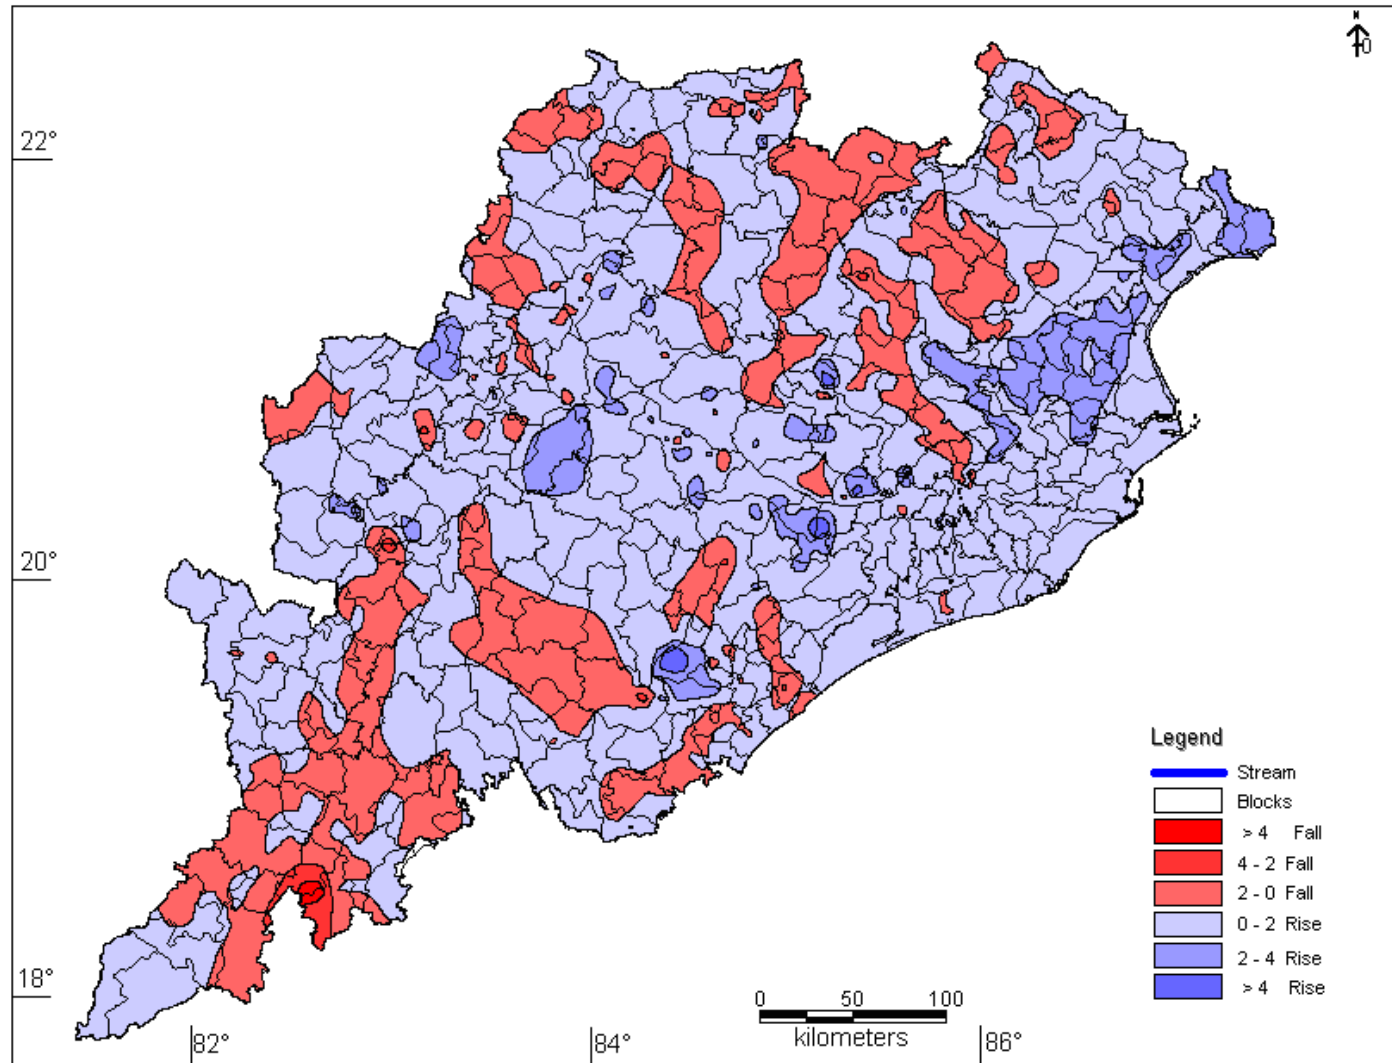 N
0
22°
20°
18°
82°
84°
86°
Legend
Stream
Blocks
> 4 Fall
4 - 2 Fall
2 - 0 Fall
0 - 2 Rise
2 - 4 Rise
> 4 Rise
0 50 100
kilometers